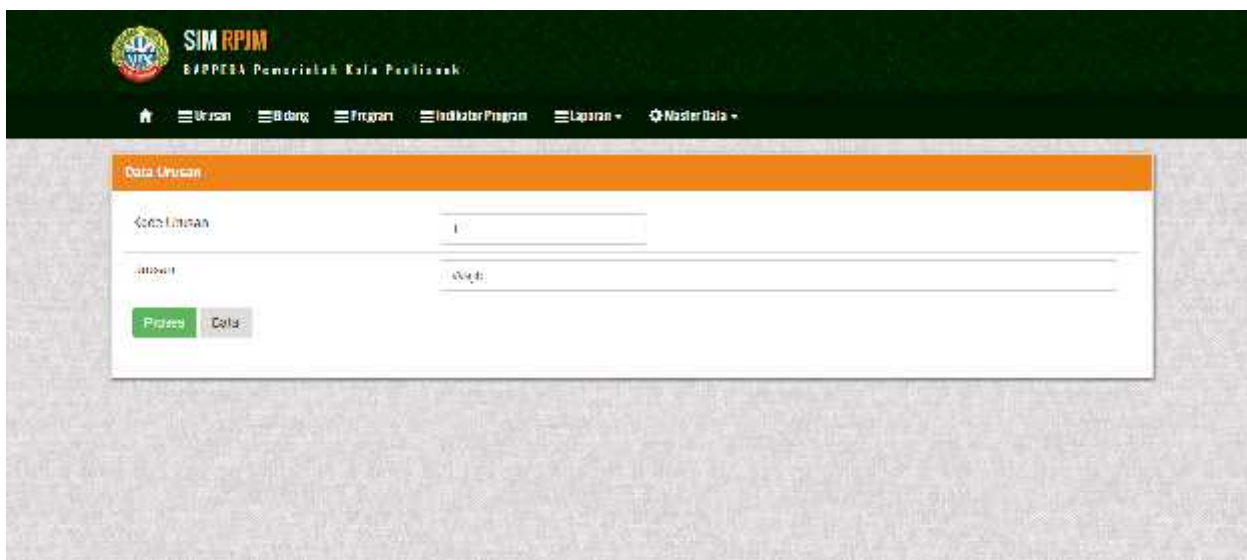 SIM RPJM
BAPPEDA Pemerintah Kota Pontianak
Urusan Bidang Program Indikator Program Laporan Master Data
Data Urusan
Kode Urusan 1
Urusan Wajib
Proses Data